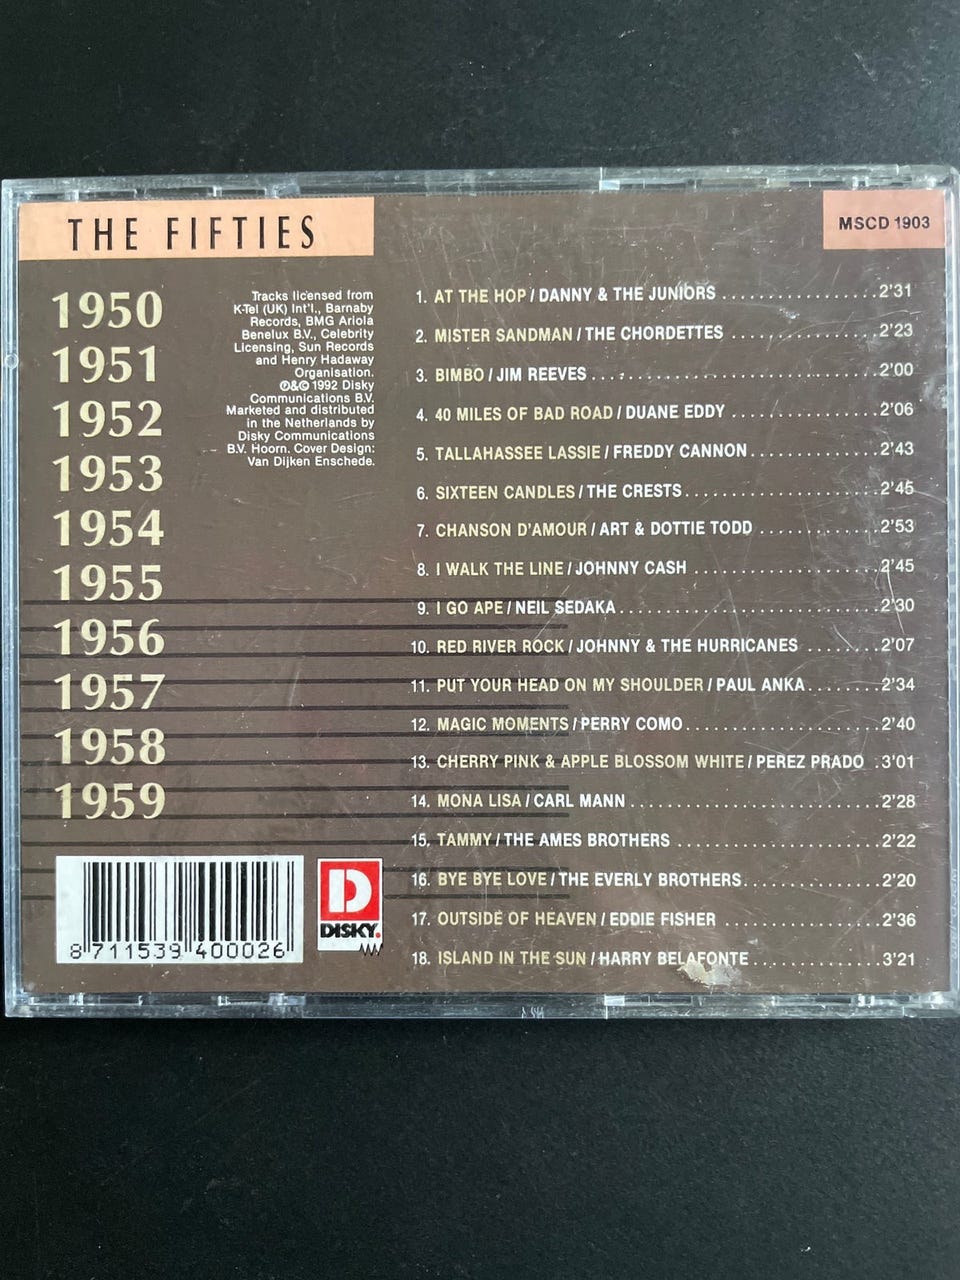 THE FIFTIES
MSCD 1903
1950
1951
1952
1953
1954
1955
1956
1957
1958
1959
Tracks licensed from
K-Tel (UK) Int'l., Barnaby
Records, BMG Ariola
Benelux B.V., Celebrity
Licensing, Sun Records
and Henry Hadaway
Organisation.
℗&© 1992 Disky
Communications B.V.
Marketed and distributed
in the Netherlands by
Disky Communications
B.V. Hoorn. Cover Design:
Van Dijken Enschede.
1. AT THE HOP / DANNY & THE JUNIORS ..................2'31
2. MISTER SANDMAN / THE CHORDETTES .................2'23
3. BIMBO / JIM REEVES ...............................2'00
4. 40 MILES OF BAD ROAD / DUANE EDDY .................2'06
5. TALLAHASSEE LASSIE / FREDDY CANNON ..............2'43
6. SIXTEEN CANDLES / THE CRESTS ......................2'45
7. CHANSON D'AMOUR / ART & DOTTIE TODD .............2'53
8. I WALK THE LINE / JOHNNY CASH .....................2'45
9. I GO APE / NEIL SEDAKA .............................2'30
10. RED RIVER ROCK / JOHNNY & THE HURRICANES ........2'07
11. PUT YOUR HEAD ON MY SHOULDER / PAUL ANKA ........2'34
12. MAGIC MOMENTS / PERRY COMO ......................2'40
13. CHERRY PINK & APPLE BLOSSOM WHITE / PEREZ PRADO .3'01
14. MONA LISA / CARL MANN ............................2'28
15. TAMMY / THE AMES BROTHERS .......................2'22
16. BYE BYE LOVE / THE EVERLY BROTHERS ................2'20
17. OUTSIDE OF HEAVEN / EDDIE FISHER ..................2'36
18. ISLAND IN THE SUN / HARRY BELAFONTE ...............3'21
8 711539 400026
D
DISKY.